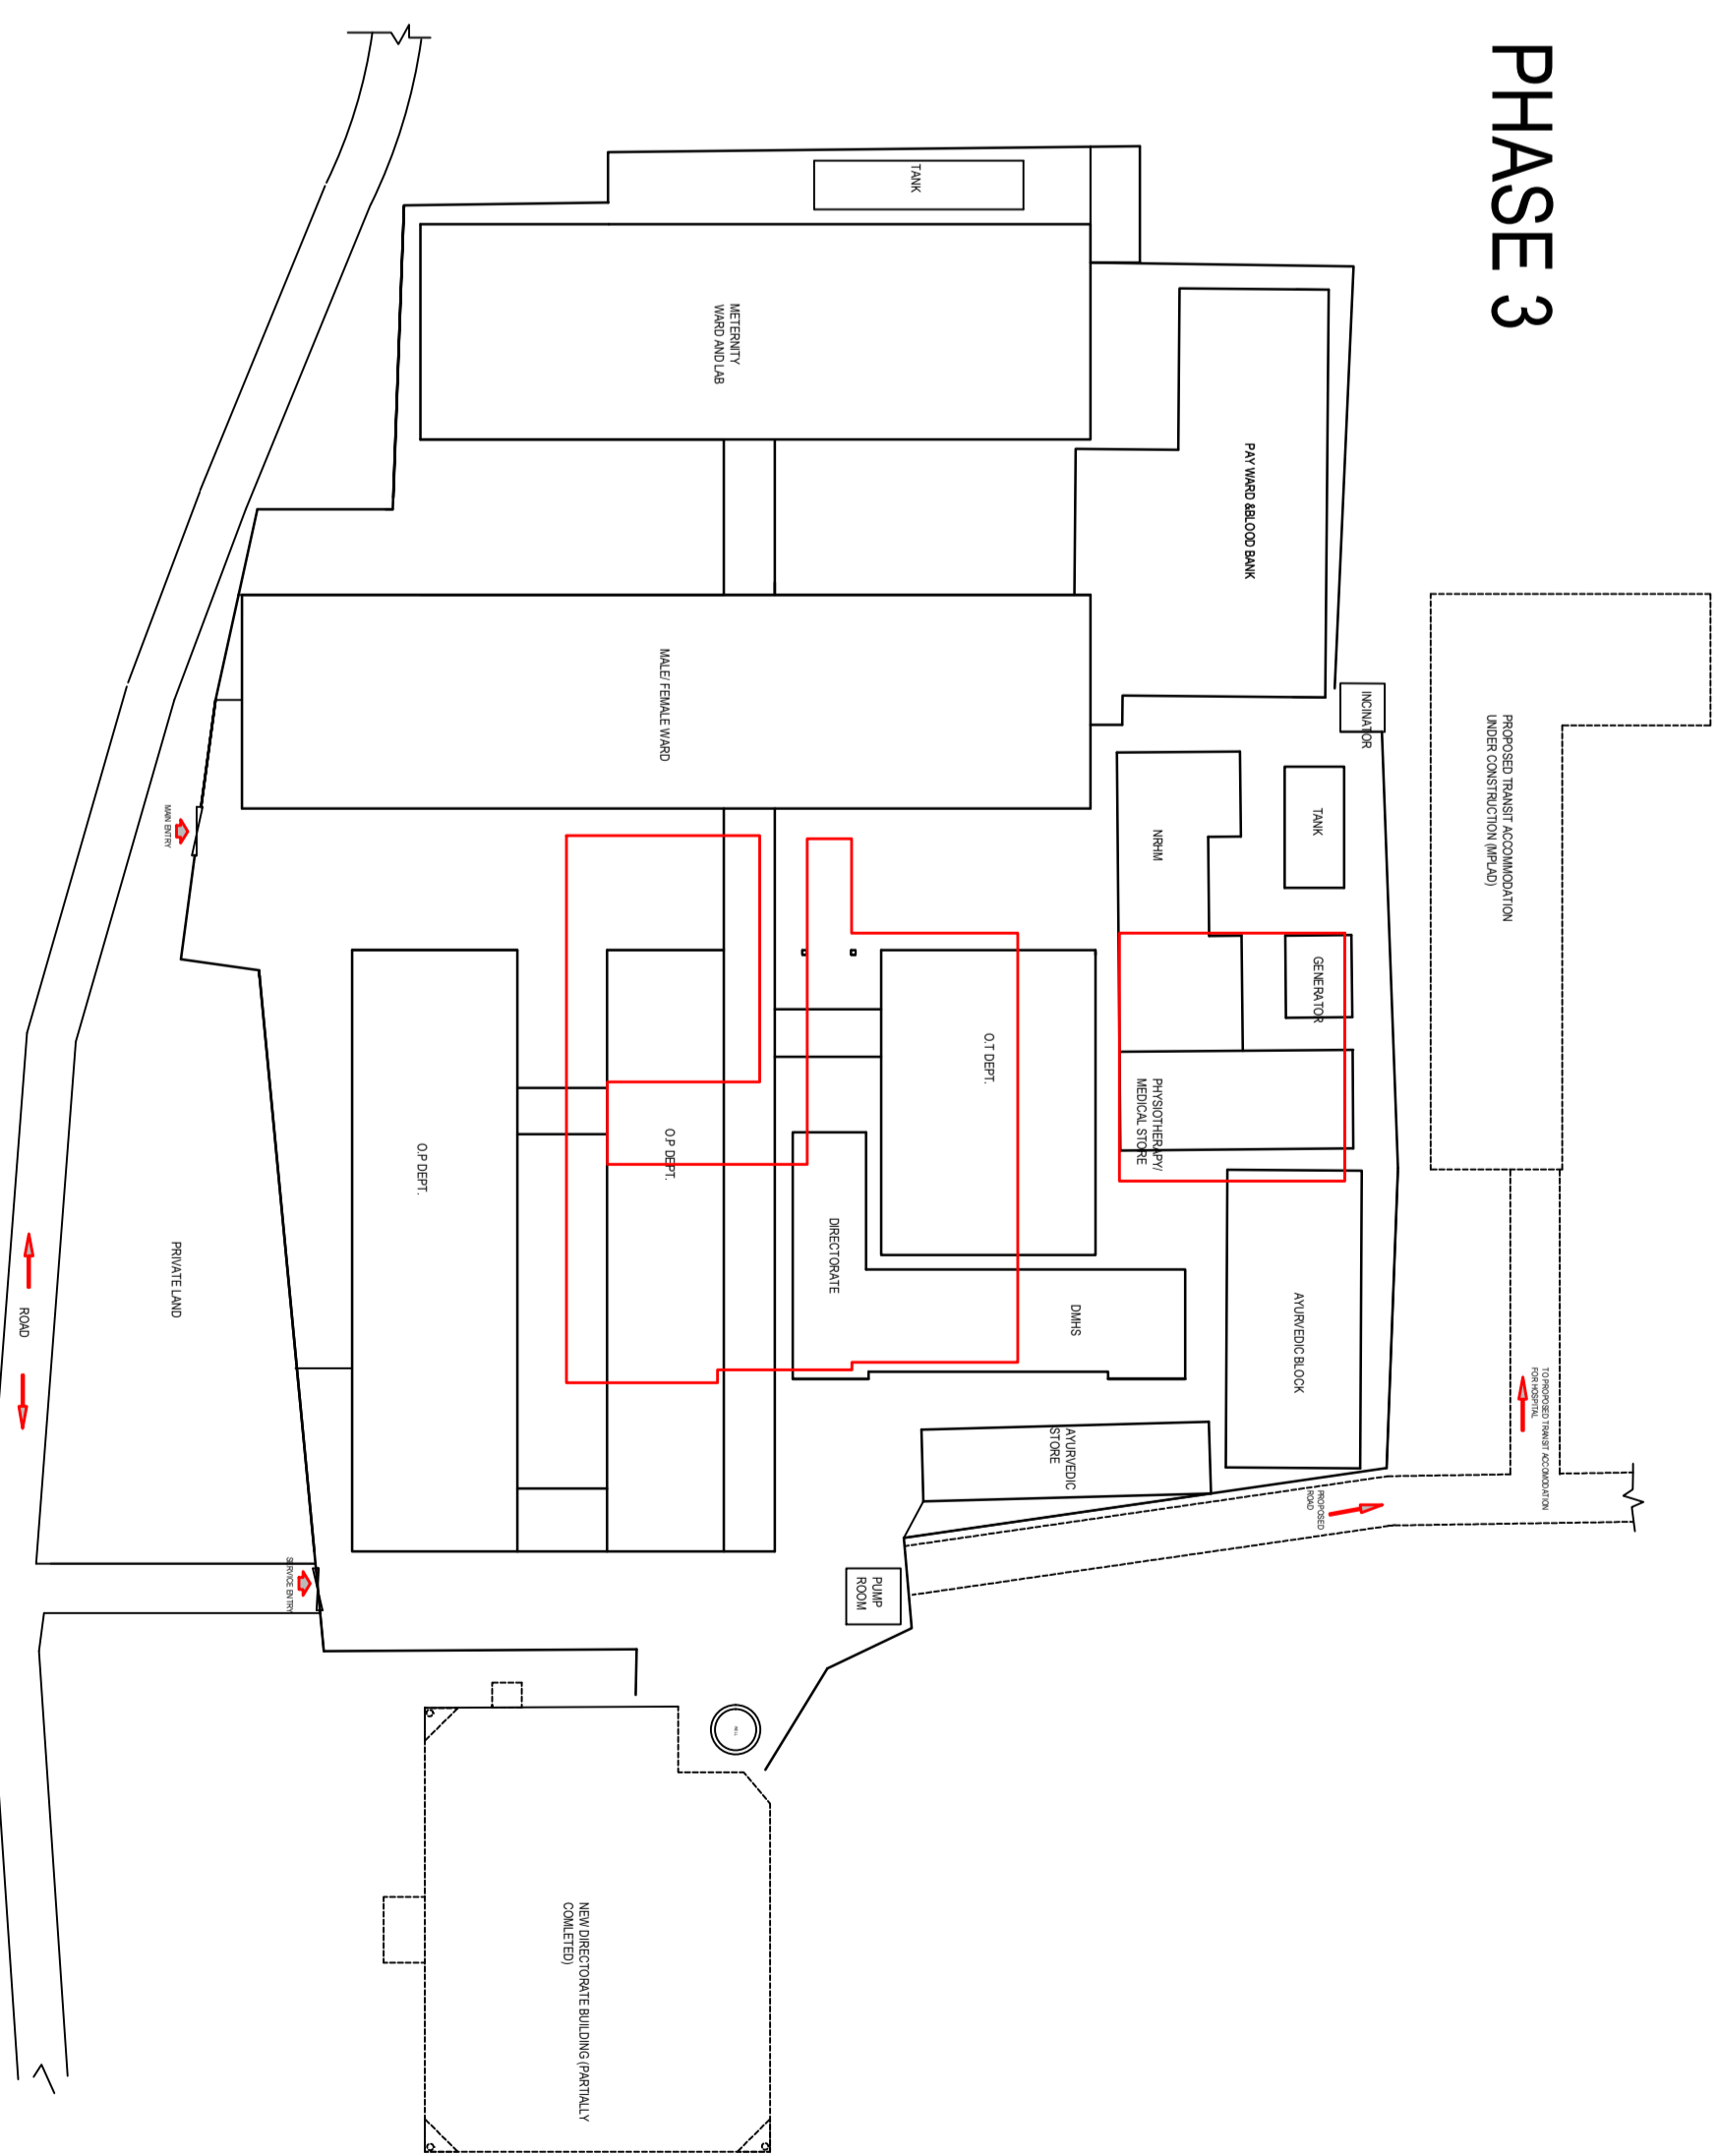 PHASE 3
PROPOSED TRANSIT ACCOMMODATION
UNDER CONSTRUCTION (MPLAD)
TO PROPOSED TRANSIT ACCOMODATION
FOR HOSPITAL
INCINATOR
TANK
GENERATOR
AYURVEDIC BLOCK
PROPOSED
ROAD
PAY WARD &BLOOD BANK
NRHM
PHYSIOTHERAPY/
MEDICAL STORE
DMHS
AYURVEDIC
STORE
TANK
O.T DEPT.
DIRECTORATE
PUMP
ROOM
METERNITY
WARD AND LAB
MALE/ FEMALE WARD
O.P DEPT.
NEW DIRECTORATE BUILDING (PARTIALLY
COMLETED)
O.P DEPT.
SERVICE ENTRY
MAIN ENTRY
PRIVATE LAND
ROAD